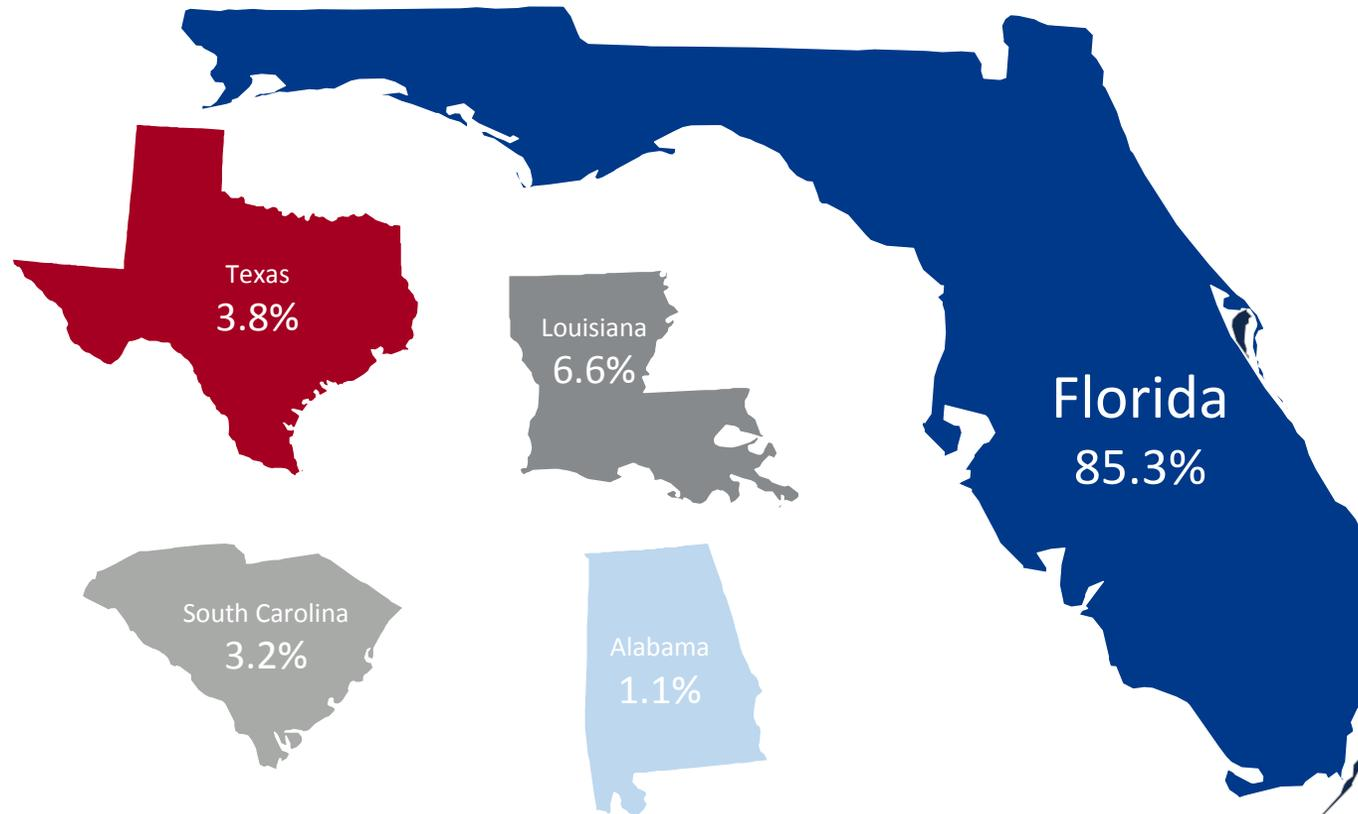 Texas
3.8%
Louisiana
6.6%
Florida
85.3%
South Carolina
3.2%
Alabama
1.1%